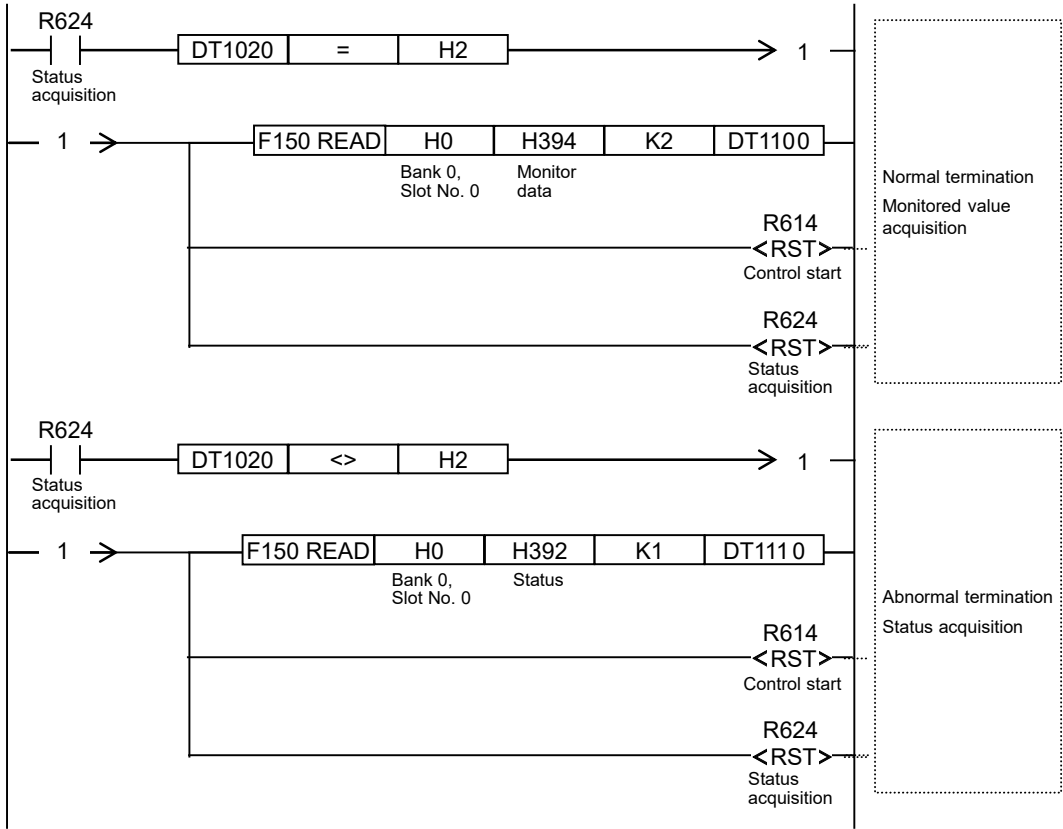 R624
DT1020 = H2 1
Status
acquisition
1 F150 READ H0 H394 K2 DT1100
Bank 0,
Slot No. 0
Monitor
data
R614
<RST>
Control start
R624
<RST>
Status
acquisition
Normal termination
Monitored value
acquisition
R624
DT1020 <> H2 1
Status
acquisition
1 F150 READ H0 H392 K1 DT1110
Bank 0,
Slot No. 0
Status
R614
<RST>
Control start
R624
<RST>
Status
acquisition
Abnormal termination
Status acquisition